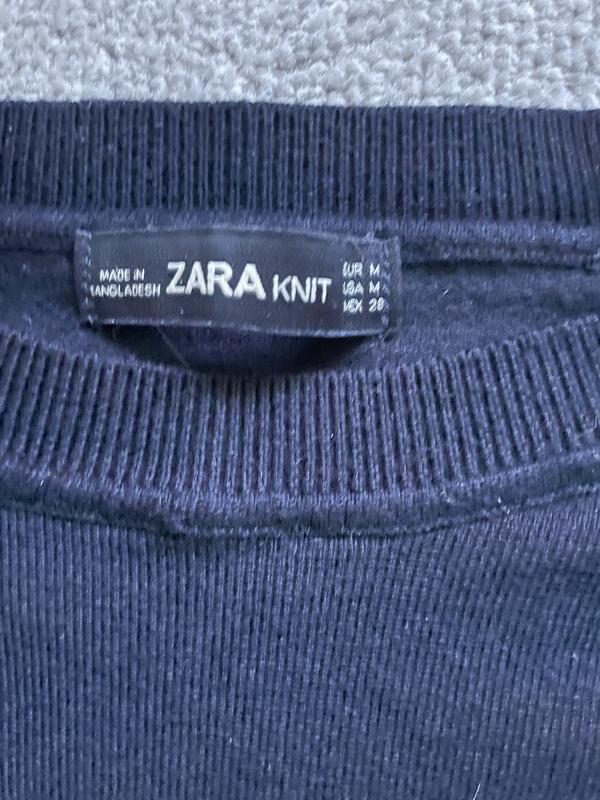 MADE IN
BANGLADESH
ZARA KNIT
EUR M
USA M
MEX 28